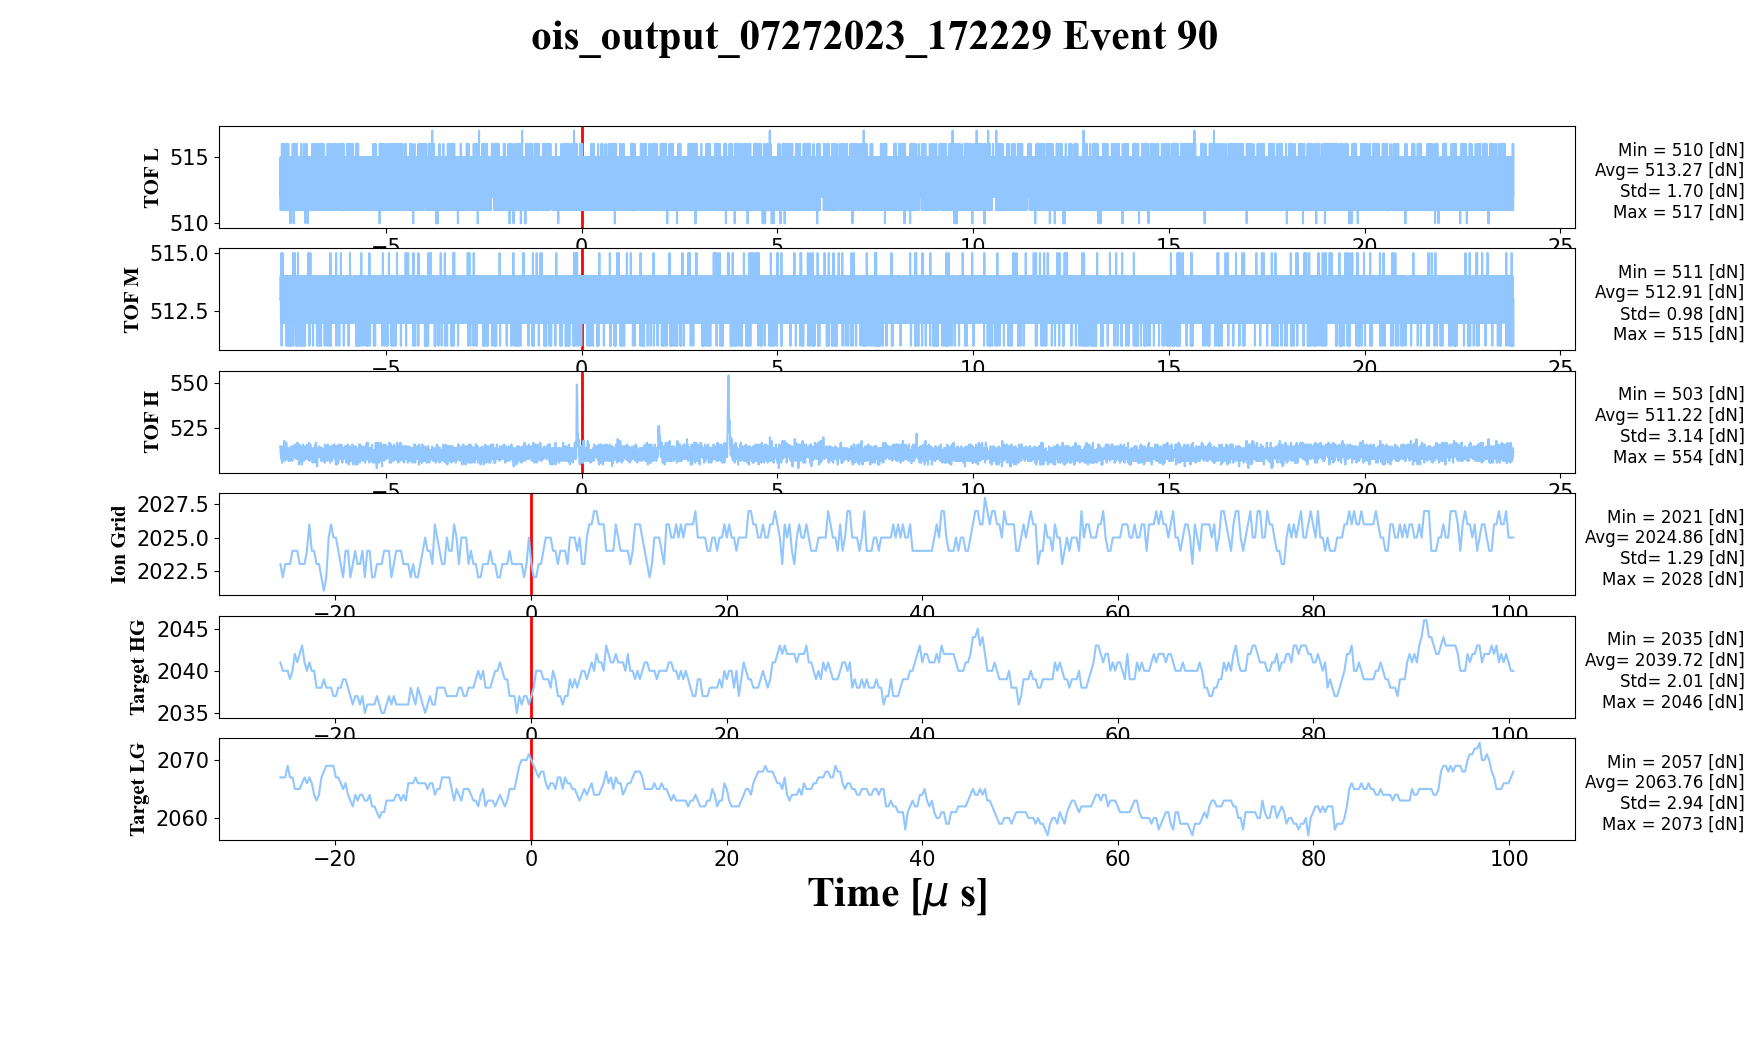 ois_output_07272023_172229 Event 90
TOF L
515
510
−5 0 5 10 15 20 25
Min = 510 [dN]
Avg= 513.27 [dN]
Std= 1.70 [dN]
Max = 517 [dN]
TOF M
515.0
512.5
−5 0 5 10 15 20 25
Min = 511 [dN]
Avg= 512.91 [dN]
Std= 0.98 [dN]
Max = 515 [dN]
TOF H
550
525
−5 0 5 10 15 20 25
Min = 503 [dN]
Avg= 511.22 [dN]
Std= 3.14 [dN]
Max = 554 [dN]
Ion Grid
2027.5
2025.0
2022.5
−20 0 20 40 60 80 100
Min = 2021 [dN]
Avg= 2024.86 [dN]
Std= 1.29 [dN]
Max = 2028 [dN]
Target HG
2045
2040
2035
−20 0 20 40 60 80 100
Min = 2035 [dN]
Avg= 2039.72 [dN]
Std= 2.01 [dN]
Max = 2046 [dN]
Target LG
2070
2060
−20 0 20 40 60 80 100
Min = 2057 [dN]
Avg= 2063.76 [dN]
Std= 2.94 [dN]
Max = 2073 [dN]
Time [μ s]